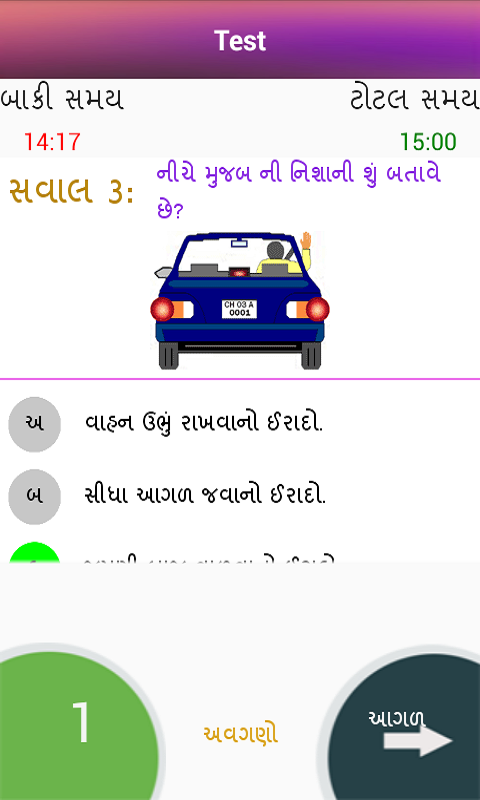 Test
બાકી સમય ટોટલ સમય
14:17 15:00
સવાલ 3:
નીચે મુજબ ની નિશાની શું બતાવે
છે?
CH 03 A
0001
અ વાહન ઉભું રાખવાનો ઈરાદો.
બ સીધા આગળ જવાનો ઈરાદો.
1
અવગણો
આગળ